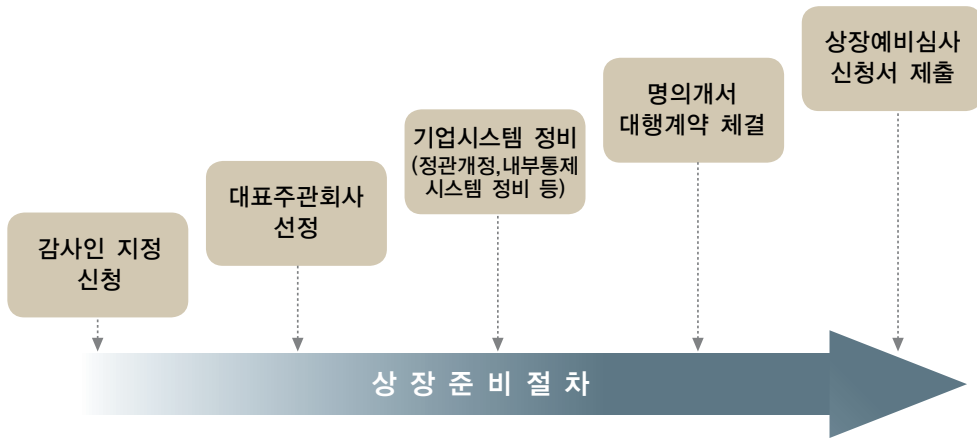 감사인 지정
신청
대표주관회사
선정
기업시스템 정비
(정관개정,내부통제
시스템 정비 등)
명의개서
대행계약 체결
상장예비심사
신청서 제출
상 장 준 비 절 차